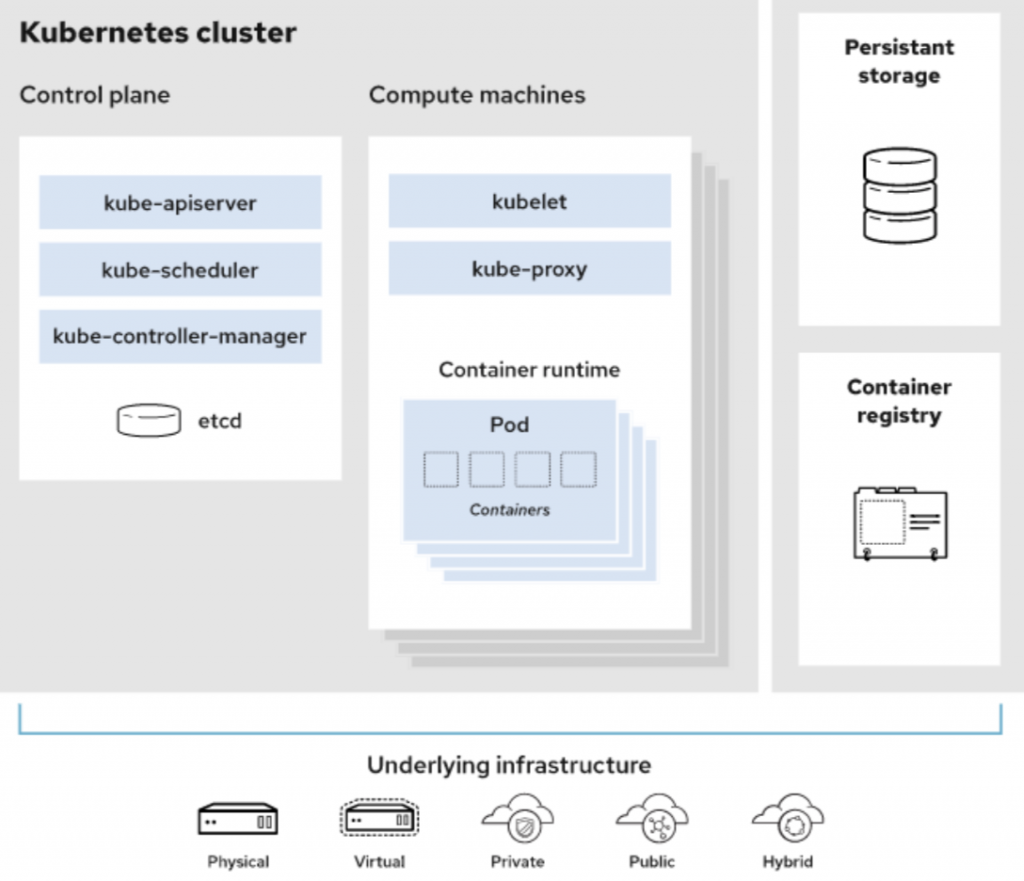 Kubernetes cluster
Control plane
kube-apiserver
kube-scheduler
kube-controller-manager
etcd
Compute machines
kubelet
kube-proxy
Container runtime
Pod
Containers
Persistant
storage
Container
registry
Underlying infrastructure
Physical
Virtual
Private
Public
Hybrid